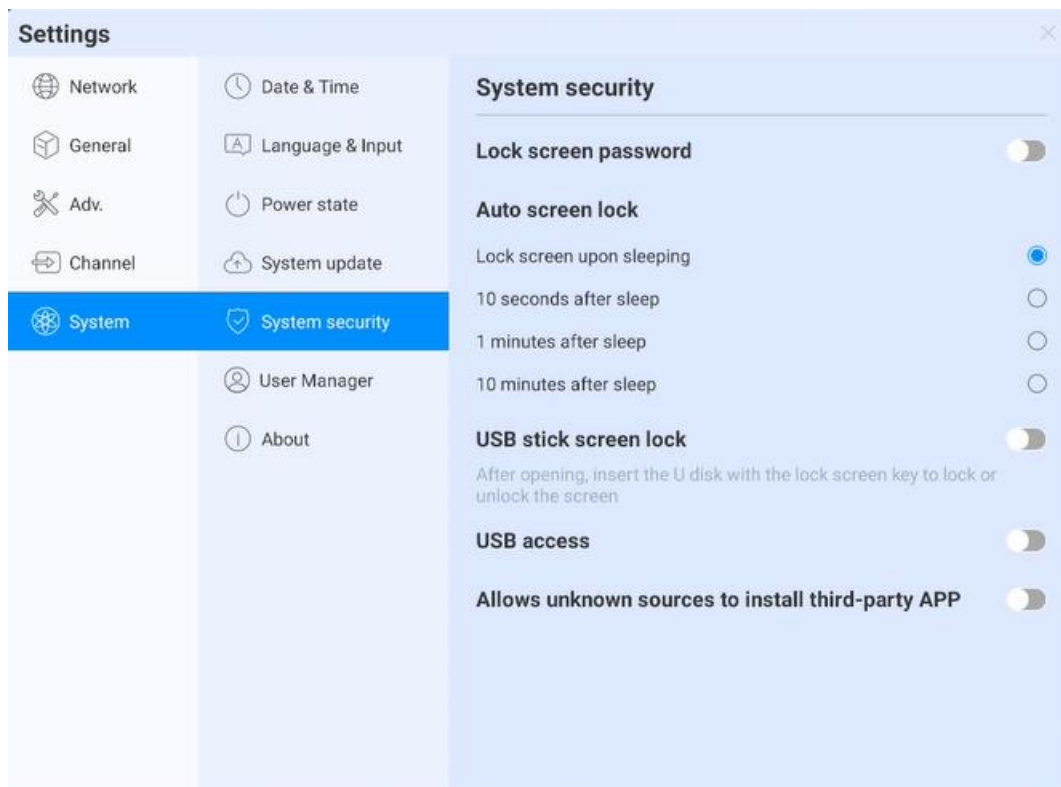 Settings
Network
General
Adv.
Channel
System
Date & Time
Language & Input
Power state
System update
System security
User Manager
About
System security
Lock screen password
Auto screen lock
Lock screen upon sleeping
10 seconds after sleep
1 minutes after sleep
10 minutes after sleep
USB stick screen lock
After opening, insert the U disk with the lock screen key to lock or
unlock the screen
USB access
Allows unknown sources to install third-party APP